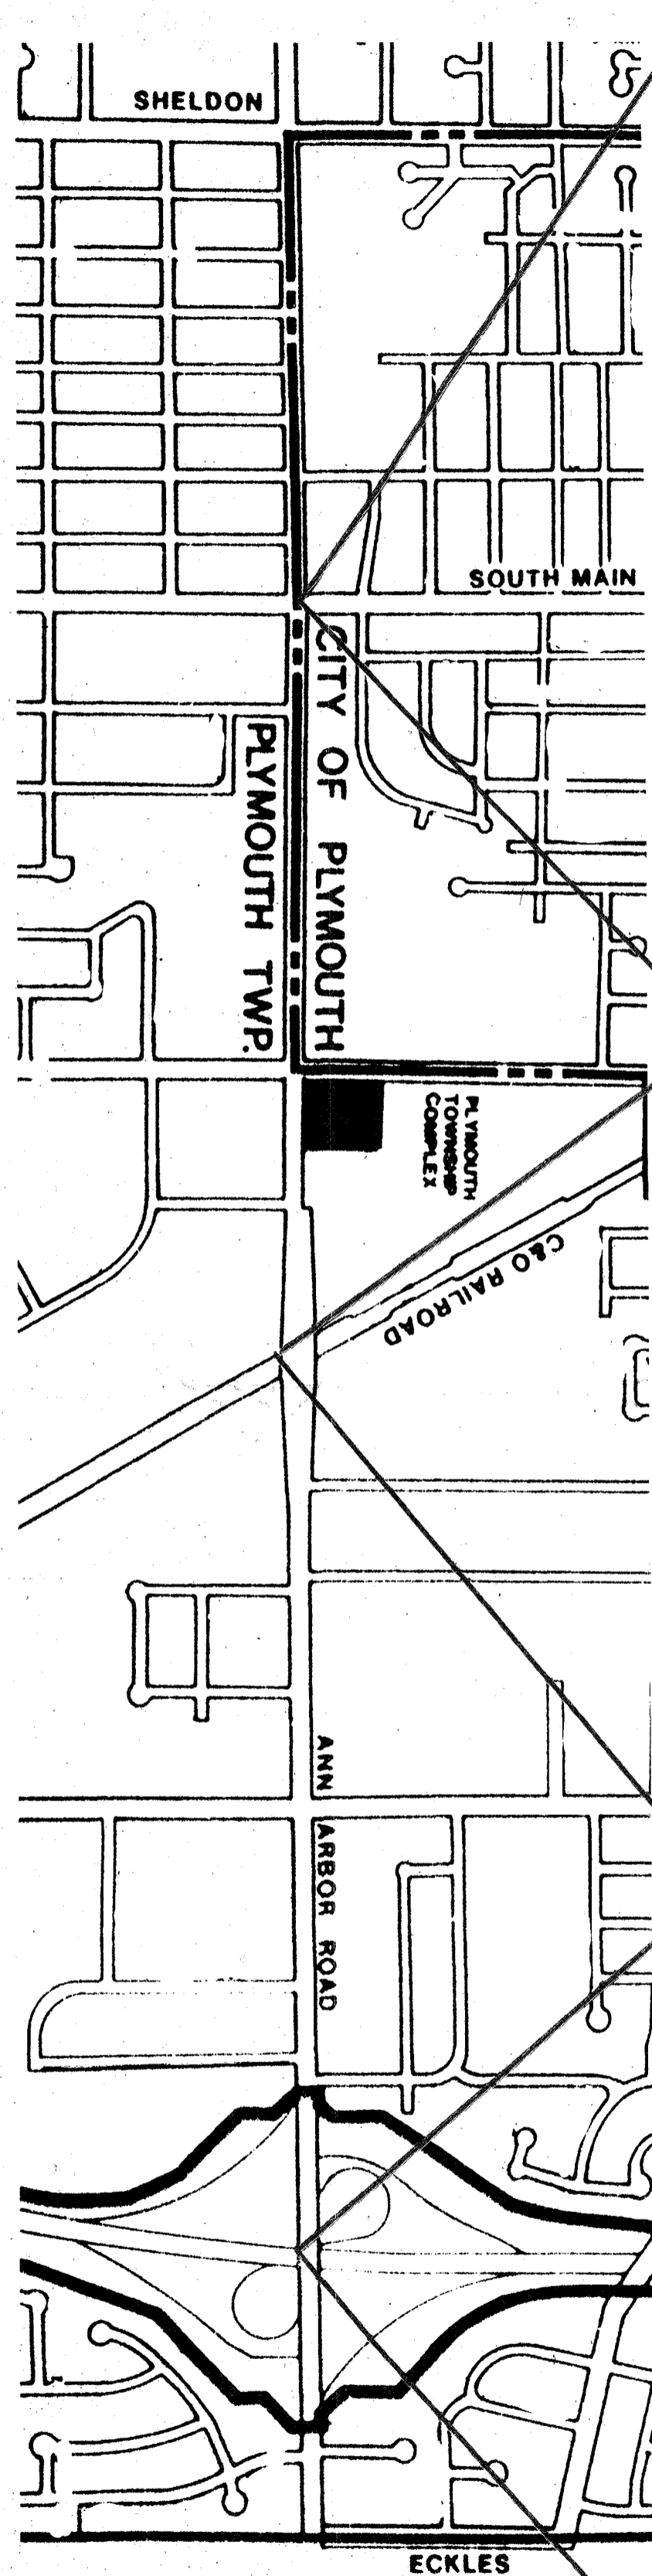 SHELDON
SOUTH MAIN
CITY OF PLYMOUTH
PLYMOUTH TWP.
PLYMOUTH
TOWNSHIP
COMPLEX
C&O RAILROAD
ANN ARBOR ROAD
ECKLES